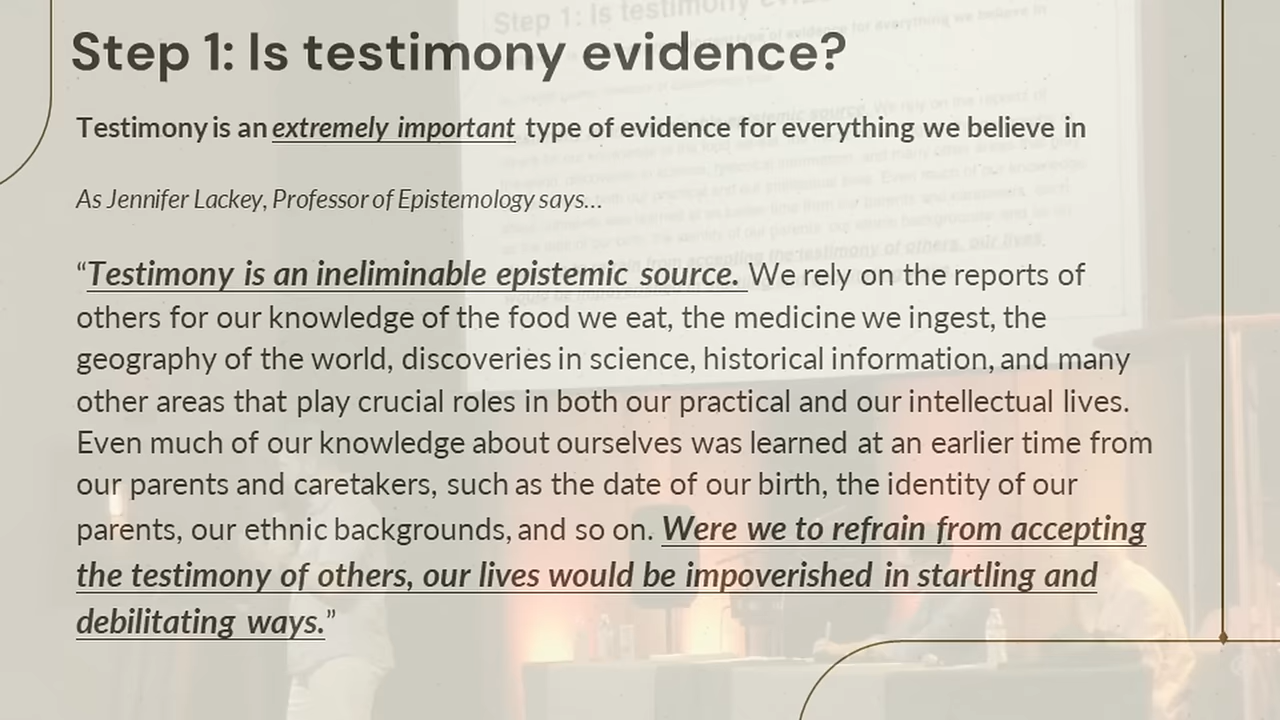 Step 1: Is testimony evidence?
Testimony is an extremely important type of evidence for everything we believe in
As Jennifer Lackey, Professor of Epistemology says…
“Testimony is an ineliminable epistemic source. We rely on the reports of
others for our knowledge of the food we eat, the medicine we ingest, the
geography of the world, discoveries in science, historical information, and many
other areas that play crucial roles in both our practical and our intellectual lives.
Even much of our knowledge about ourselves was learned at an earlier time from
our parents and caretakers, such as the date of our birth, the identity of our
parents, our ethnic backgrounds, and so on. Were we to refrain from accepting
the testimony of others, our lives would be impoverished in startling and
debilitating ways.”